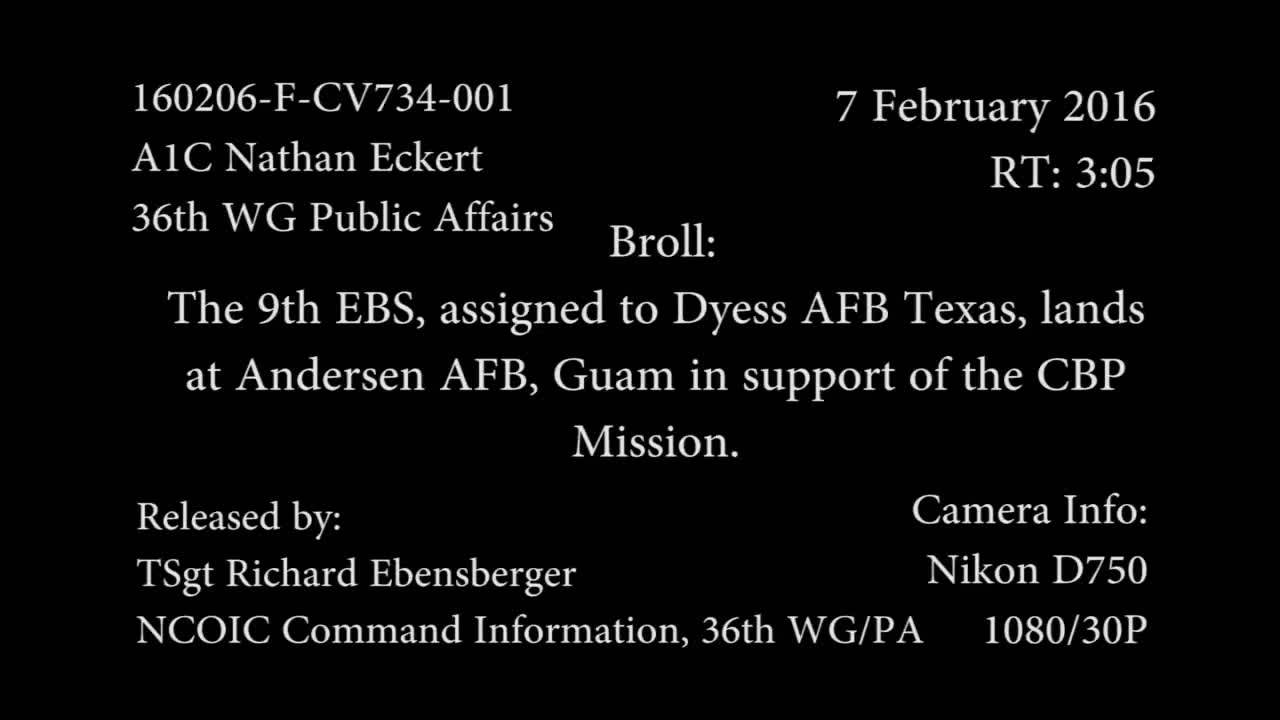 160206-F-CV734-001
A1C Nathan Eckert
36th WG Public Affairs
7 February 2016
RT: 3:05
Broll:
The 9th EBS, assigned to Dyess AFB Texas, lands
at Andersen AFB, Guam in support of the CBP
Mission.
Released by:
TSgt Richard Ebensberger
NCOIC Command Information, 36th WG/PA
Camera Info:
Nikon D750
1080/30P